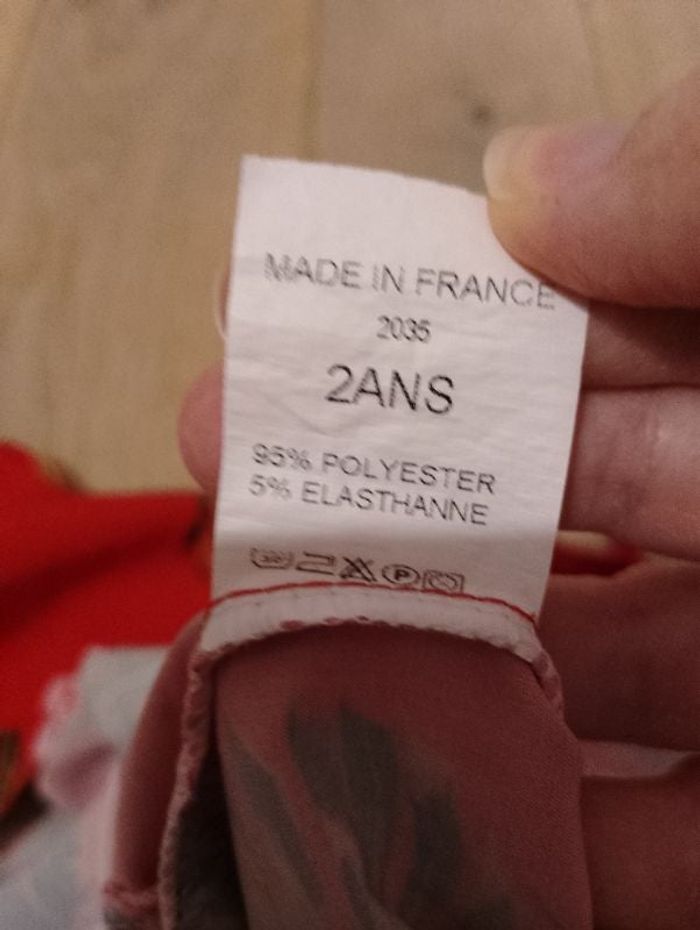 MADE IN FRANCE
2035
2ANS
95% POLYESTER
5% ELASTHANNE
P